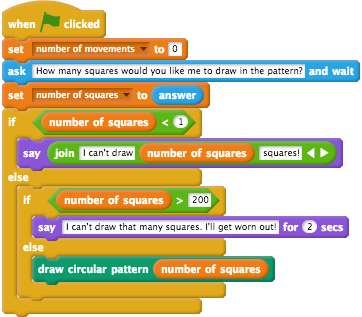 when clicked
set number of movements to 0
ask How many squares would you like me to draw in the pattern? and wait
set number of squares to answer
if number of squares < 1
say join I can't draw number of squares squares!
else
if number of squares > 200
say I can't draw that many squares. I'll get worn out! for 2 secs
else
draw circular pattern number of squares